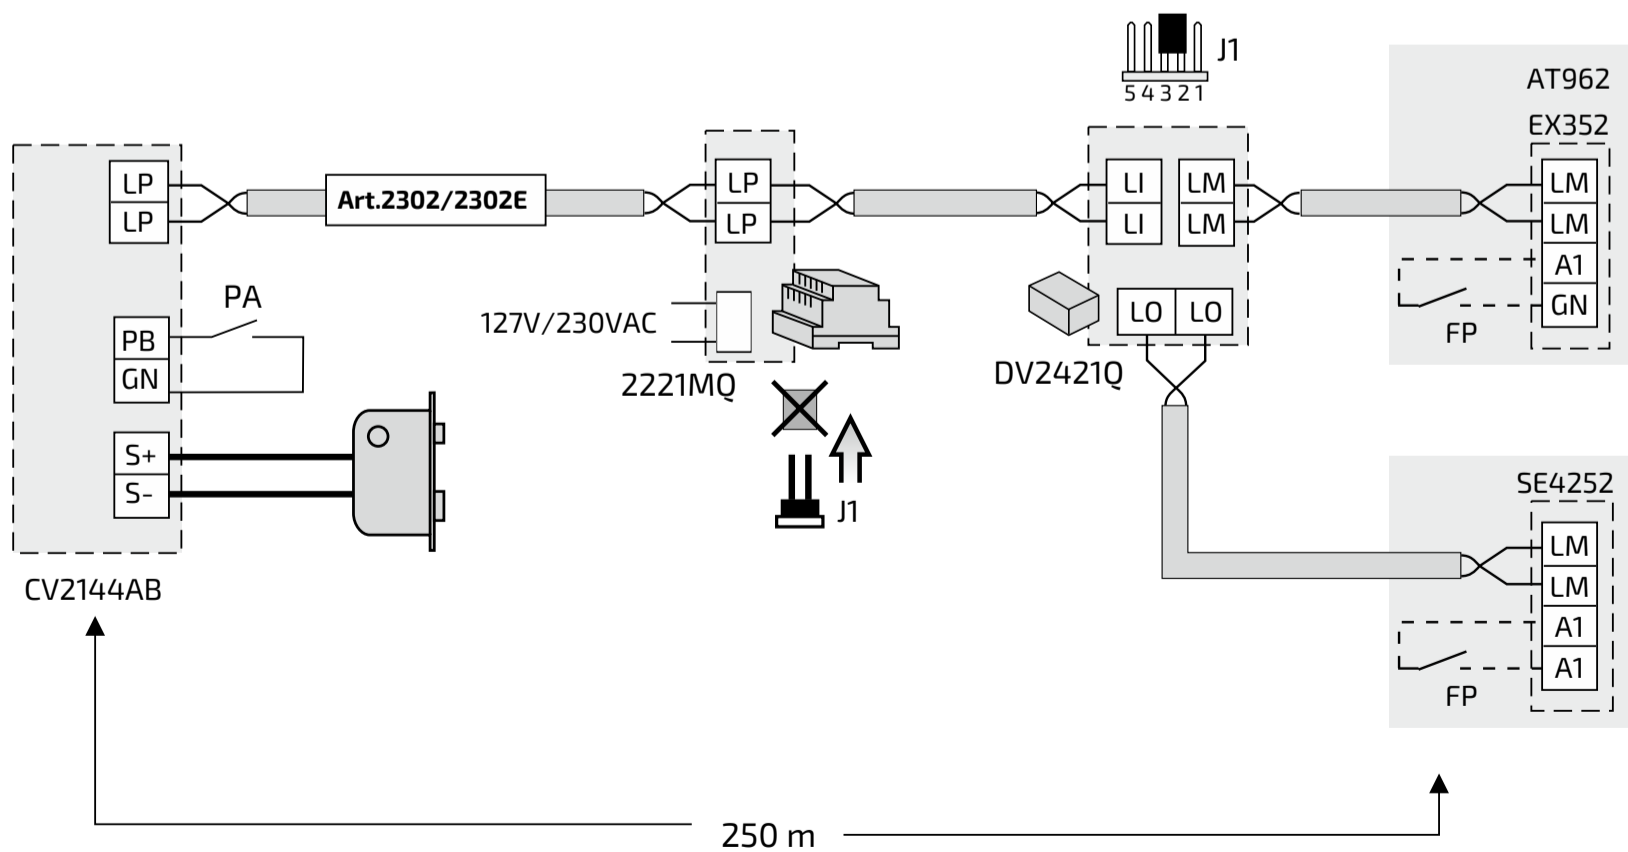 J1
5 4 3 2 1
AT962
EX352
LP
LP
Art.2302/2302E
LP
LP
LI
LI
LM
LM
LM
LM
A1
GN
FP
PA
PB
GN
127V/230VAC
2221MQ
LO
LO
DV2421Q
S+
S-
J1
CV2144AB
SE4252
LM
LM
A1
A1
FP
250 m